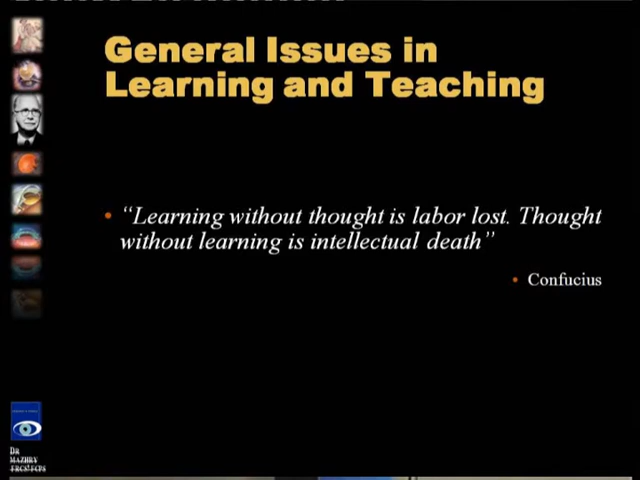 General Issues in
Learning and Teaching
• “Learning without thought is labor lost. Thought
without learning is intellectual death”
• Confucius
DR
MAZHRY
FRCS! FCPS